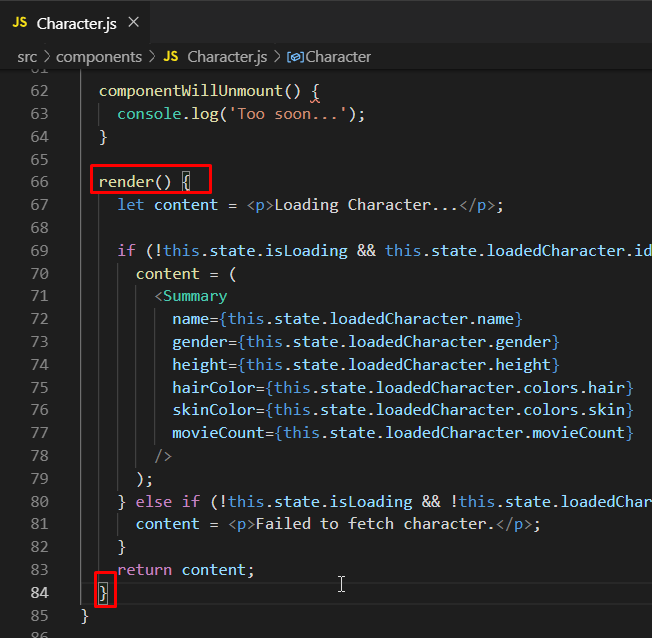 JS Character.js ×
src > components > JS Character.js > Character
61
62 componentWillUnmount() {
63 console.log('Too soon...');
64 }
65
66 render() {
67 let content = <p>Loading Character...</p>;
68
69 if (!this.state.isLoading && this.state.loadedCharacter.id
70 content = (
71 <Summary
72 name={this.state.loadedCharacter.name}
73 gender={this.state.loadedCharacter.gender}
74 height={this.state.loadedCharacter.height}
75 hairColor={this.state.loadedCharacter.colors.hair}
76 skinColor={this.state.loadedCharacter.colors.skin}
77 movieCount={this.state.loadedCharacter.movieCount}
78 />
79 );
80 } else if (!this.state.isLoading && !this.state.loadedChar
81 content = <p>Failed to fetch character.</p>;
82 }
83 return content;
84 }
85 }
86